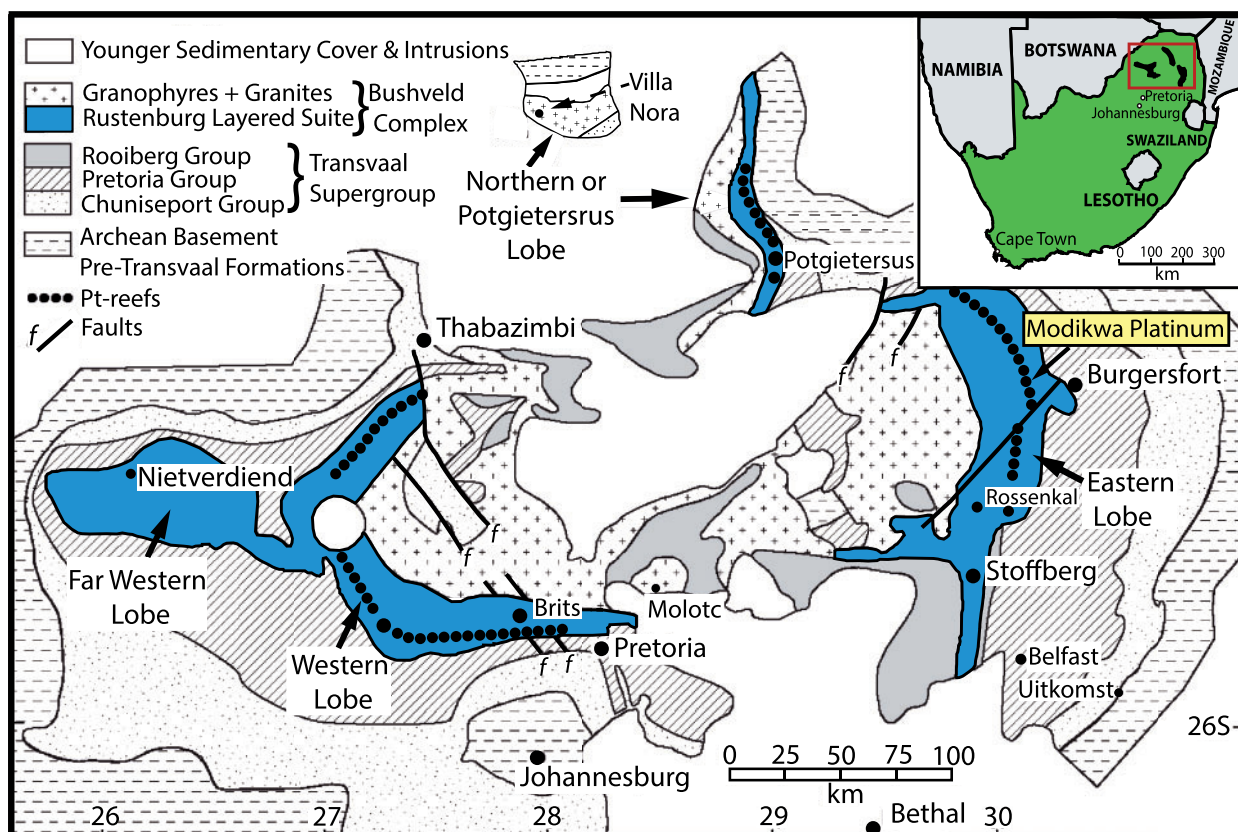 Younger Sedimentary Cover & Intrusions
Granophyres + Granites
Rustenburg Layered Suite
Bushveld
Complex
Rooiberg Group
Pretoria Group
Chuniseport Group
Transvaal
Supergroup
Archean Basement
Pre-Transvaal Formations
Pt-reefs
f Faults
Villa
Nora
Northern or
Potgietersrus
Lobe
NAMIBIA
BOTSWANA
MOZAMBIQUE
Pretoria
Johannesburg
SWAZILAND
LESOTHO
Cape Town
0 100 200 300
km
Potgietersus
Thabazimbi
Modikwa Platinum
Burgersfort
f
f
Nietverdiend
Rossenkal
Eastern
Lobe
f
f
Far Western
Lobe
Stoffberg
Brits
Molotc
Western
Lobe
f
f
Pretoria
Belfast
Uitkomst
26S
0 25 50 75 100
km
Johannesburg
26 27 28 29 30
Bethal